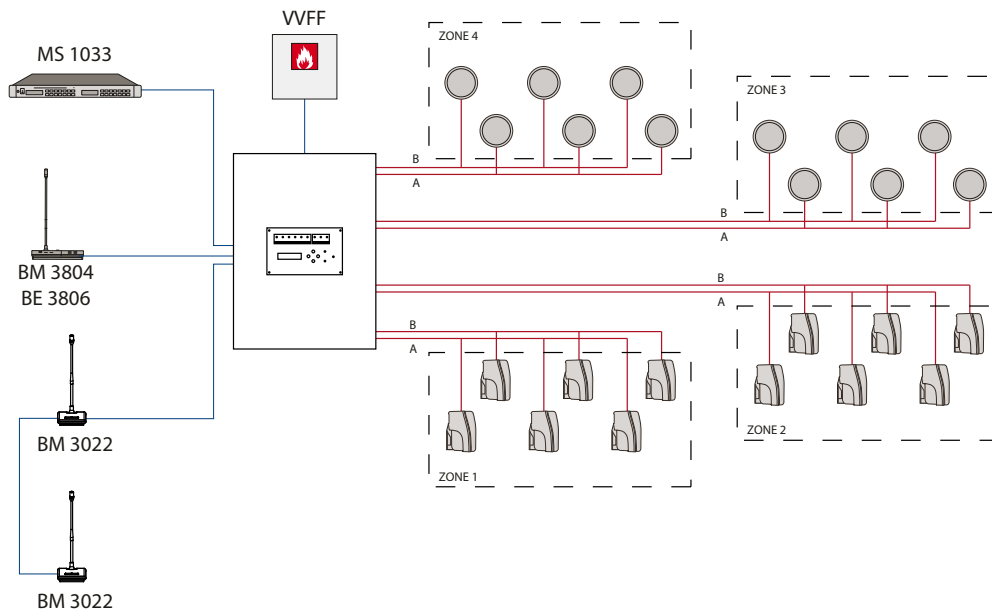 VVFF
MS 1033
BM 3804
BE 3806
BM 3022
BM 3022
ZONE 4
B
A
ZONE 3
B
A
B
A
ZONE 2
B
A
ZONE 1